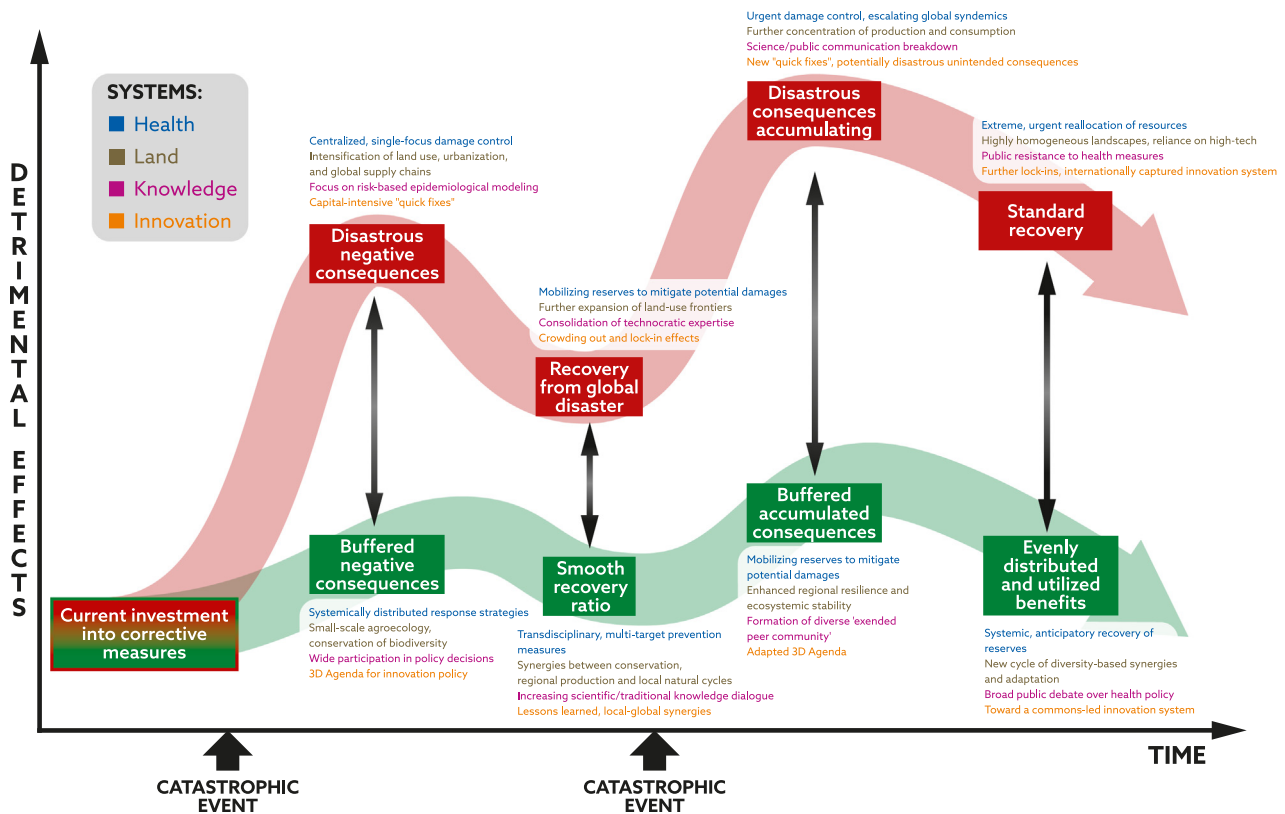 DETRIMENTAL EFFECTS
SYSTEMS:
Health
Land
Knowledge
Innovation
Centralized, single-focus damage control
Intensification of land use, urbanization,
and global supply chains
Focus on risk-based epidemiological modeling
Capital-intensive "quick fixes"
Disastrous
negative
consequences
Mobilizing reserves to mitigate potential damages
Further expansion of land-use frontiers
Consolidation of technocratic expertise
Crowding out and lock-in effects
Recovery
from global
disaster
Urgent damage control, escalating global syndemics
Further concentration of production and consumption
Science/public communication breakdown
New "quick fixes", potentially disastrous unintended consequences
Disastrous
consequences
accumulating
Extreme, urgent reallocation of resources
Highly homogeneous landscapes, reliance on high-tech
Public resistance to health measures
Further lock-ins, internationally captured innovation system
Standard
recovery
Current investment
into corrective
measures
Buffered
negative
consequences
Systemically distributed response strategies
Small-scale agroecology,
conservation of biodiversity
Wide participation in policy decisions
3D Agenda for innovation policy
Smooth
recovery
ratio
Transdisciplinary, multi-target prevention
measures
Synergies between conservation,
regional production and local natural cycles
Increasing scientific/traditional knowledge dialogue
Lessons learned, local-global synergies
Buffered
accumulated
consequences
Mobilizing reserves to mitigate
potential damages
Enhanced regional resilience and
ecosystemic stability
Formation of diverse 'exended
peer community'
Adapted 3D Agenda
Evenly
distributed
and utilized
benefits
Systemic, anticipatory recovery of
reserves
New cycle of diversity-based synergies
and adaptation
Broad public debate over health policy
Toward a commons-led innovation system
TIME
CATASTROPHIC
EVENT
CATASTROPHIC
EVENT